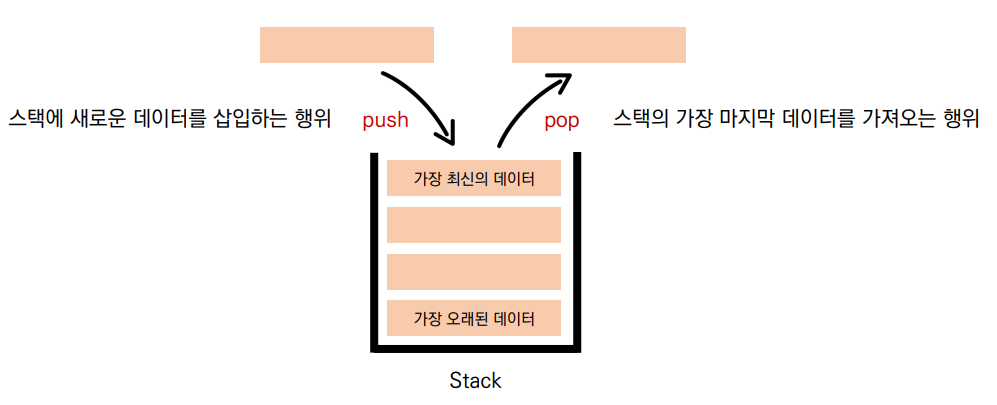 스택에 새로운 데이터를 삽입하는 행위
push
pop
스택의 가장 마지막 데이터를 가져오는 행위
가장 최신의 데이터
가장 오래된 데이터
Stack